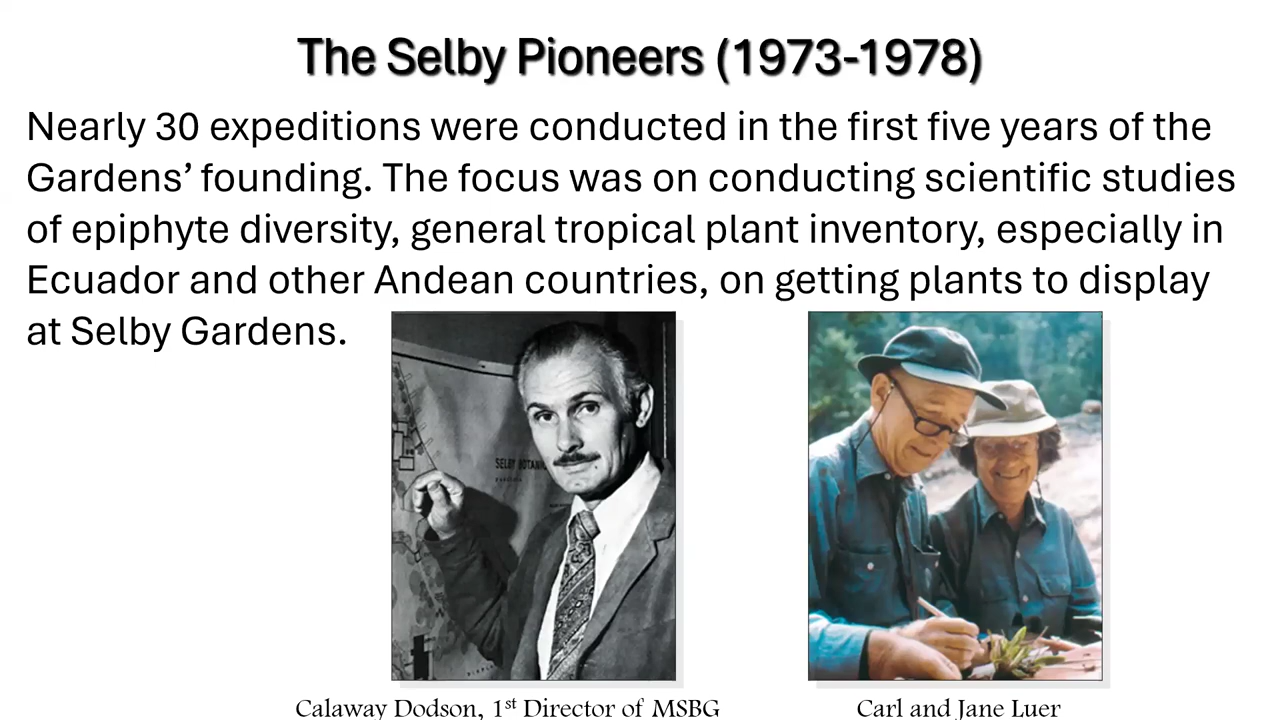 The Selby Pioneers (1973-1978)
Nearly 30 expeditions were conducted in the first five years of the
Gardens’ founding. The focus was on conducting scientific studies
of epiphyte diversity, general tropical plant inventory, especially in
Ecuador and other Andean countries, on getting plants to display
at Selby Gardens.
SELBY BOTANI
Calaway Dodson, 1st Director of MSBG
Carl and Jane Luer